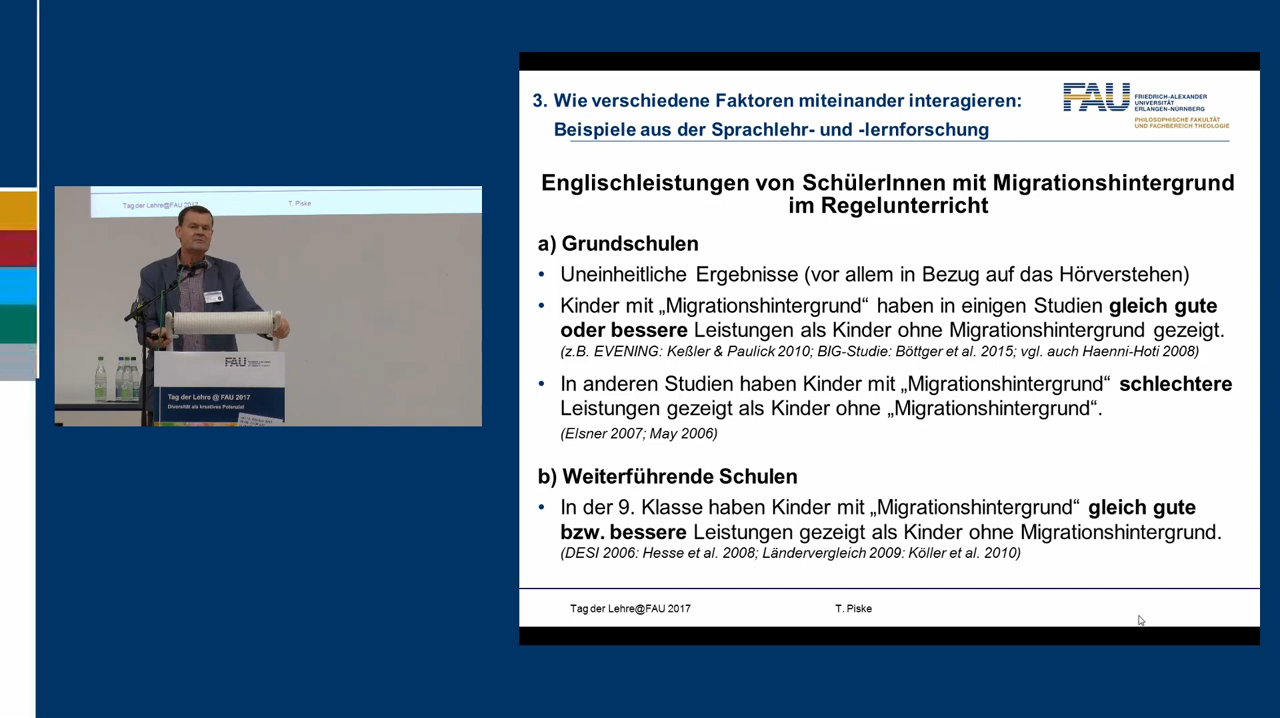 Tag der Lehre@FAU 2017
T. Piske
FAU
Tag der Lehre @ FAU 2017
Diversität als kreatives Potenzial
3. Wie verschiedene Faktoren miteinander interagieren:
Beispiele aus der Sprachlehr- und -lernforschung
FAU
FRIEDRICH-ALEXANDER
UNIVERSITÄT
ERLANGEN-NÜRNBERG
PHILOSOPHISCHE FAKULTÄT
UND FACHBEREICH THEOLOGIE
Englischleistungen von SchülerInnen mit Migrationshintergrund
im Regelunterricht
a) Grundschulen
• Uneinheitliche Ergebnisse (vor allem in Bezug auf das Hörverstehen)
• Kinder mit „Migrationshintergrund“ haben in einigen Studien gleich gute
oder bessere Leistungen als Kinder ohne Migrationshintergrund gezeigt.
(z.B. EVENING: Keßler & Paulick 2010; BIG-Studie: Böttger et al. 2015; vgl. auch Haenni-Hoti 2008)
• In anderen Studien haben Kinder mit „Migrationshintergrund“ schlechtere
Leistungen gezeigt als Kinder ohne „Migrationshintergrund“.
(Elsner 2007; May 2006)
b) Weiterführende Schulen
• In der 9. Klasse haben Kinder mit „Migrationshintergrund“ gleich gute
bzw. bessere Leistungen gezeigt als Kinder ohne Migrationshintergrund.
(DESI 2006: Hesse et al. 2008; Ländervergleich 2009: Köller et al. 2010)
Tag der Lehre@FAU 2017
T. Piske